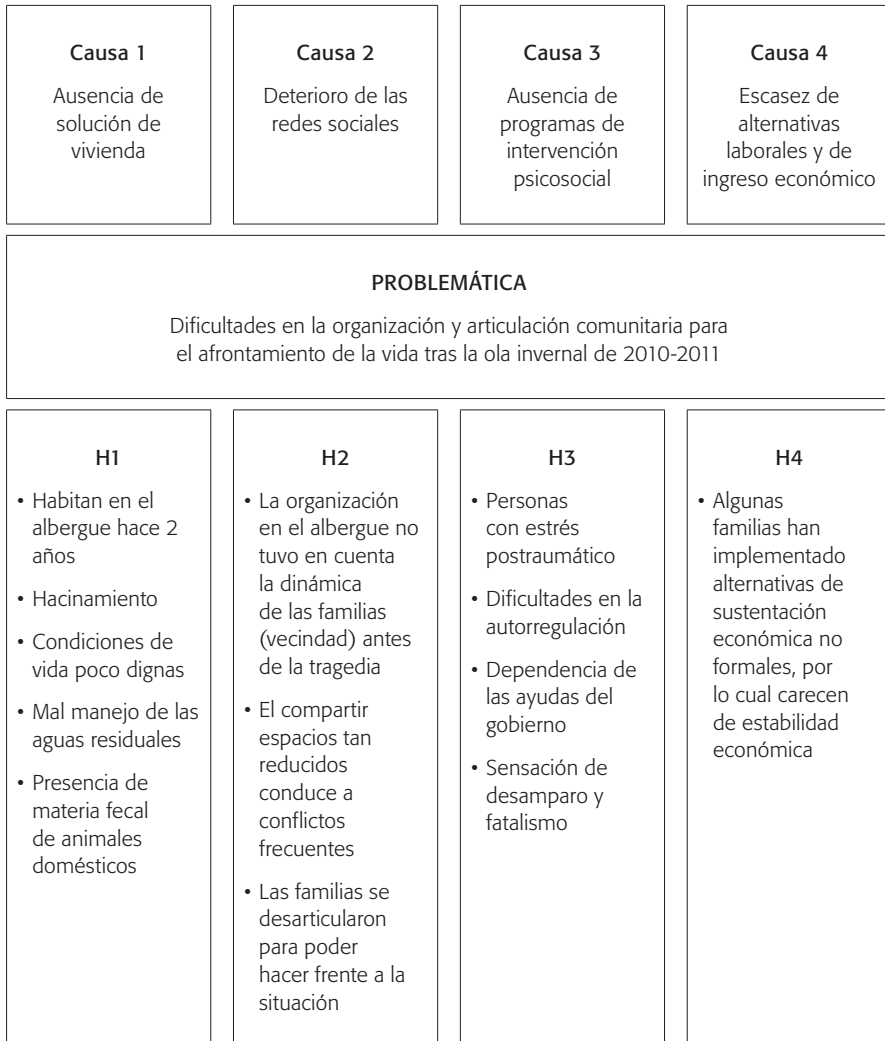 Causa 1
Ausencia de
solución de
vivienda
Causa 2
Deterioro de las
redes sociales
Causa 3
Ausencia de
programas de
intervención
psicosocial
Causa 4
Escasez de
alternativas
laborales y de
ingreso económico
PROBLEMÁTICA
Dificultades en la organización y articulación comunitaria para
el afrontamiento de la vida tras la ola invernal de 2010-2011
H1
• Habitan en el
albergue hace 2
años
• Hacinamiento
• Condiciones de
vida poco dignas
• Mal manejo de las
aguas residuales
• Presencia de
materia fecal
de animales
domésticos
H2
• La organización
en el albergue no
tuvo en cuenta
la dinámica
de las familias
(vecindad) antes
de la tragedia
• El compartir
espacios tan
reducidos
conduce a
conflictos
frecuentes
• Las familias se
desarticularon
para poder
hacer frente a la
situación
H3
• Personas
con estrés
postraumático
• Dificultades en la
autorregulación
• Dependencia de
las ayudas del
gobierno
• Sensación de
desamparo y
fatalismo
H4
• Algunas
familias han
implementado
alternativas de
sustentación
económica no
formales, por
lo cual carecen
de estabilidad
económica